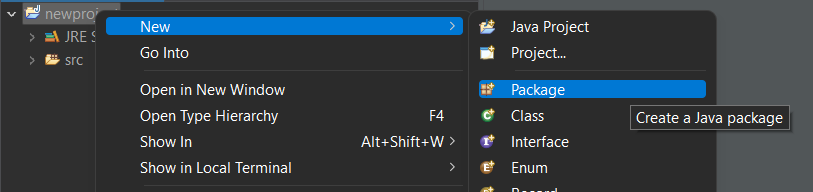 newproj
JRE S
src
New
Go Into
Open in New Window
Open Type Hierarchy F4
Show In Alt+Shift+W
Show in Local Terminal
Java Project
Project...
Package
Class
Interface
Enum
Create a Java package